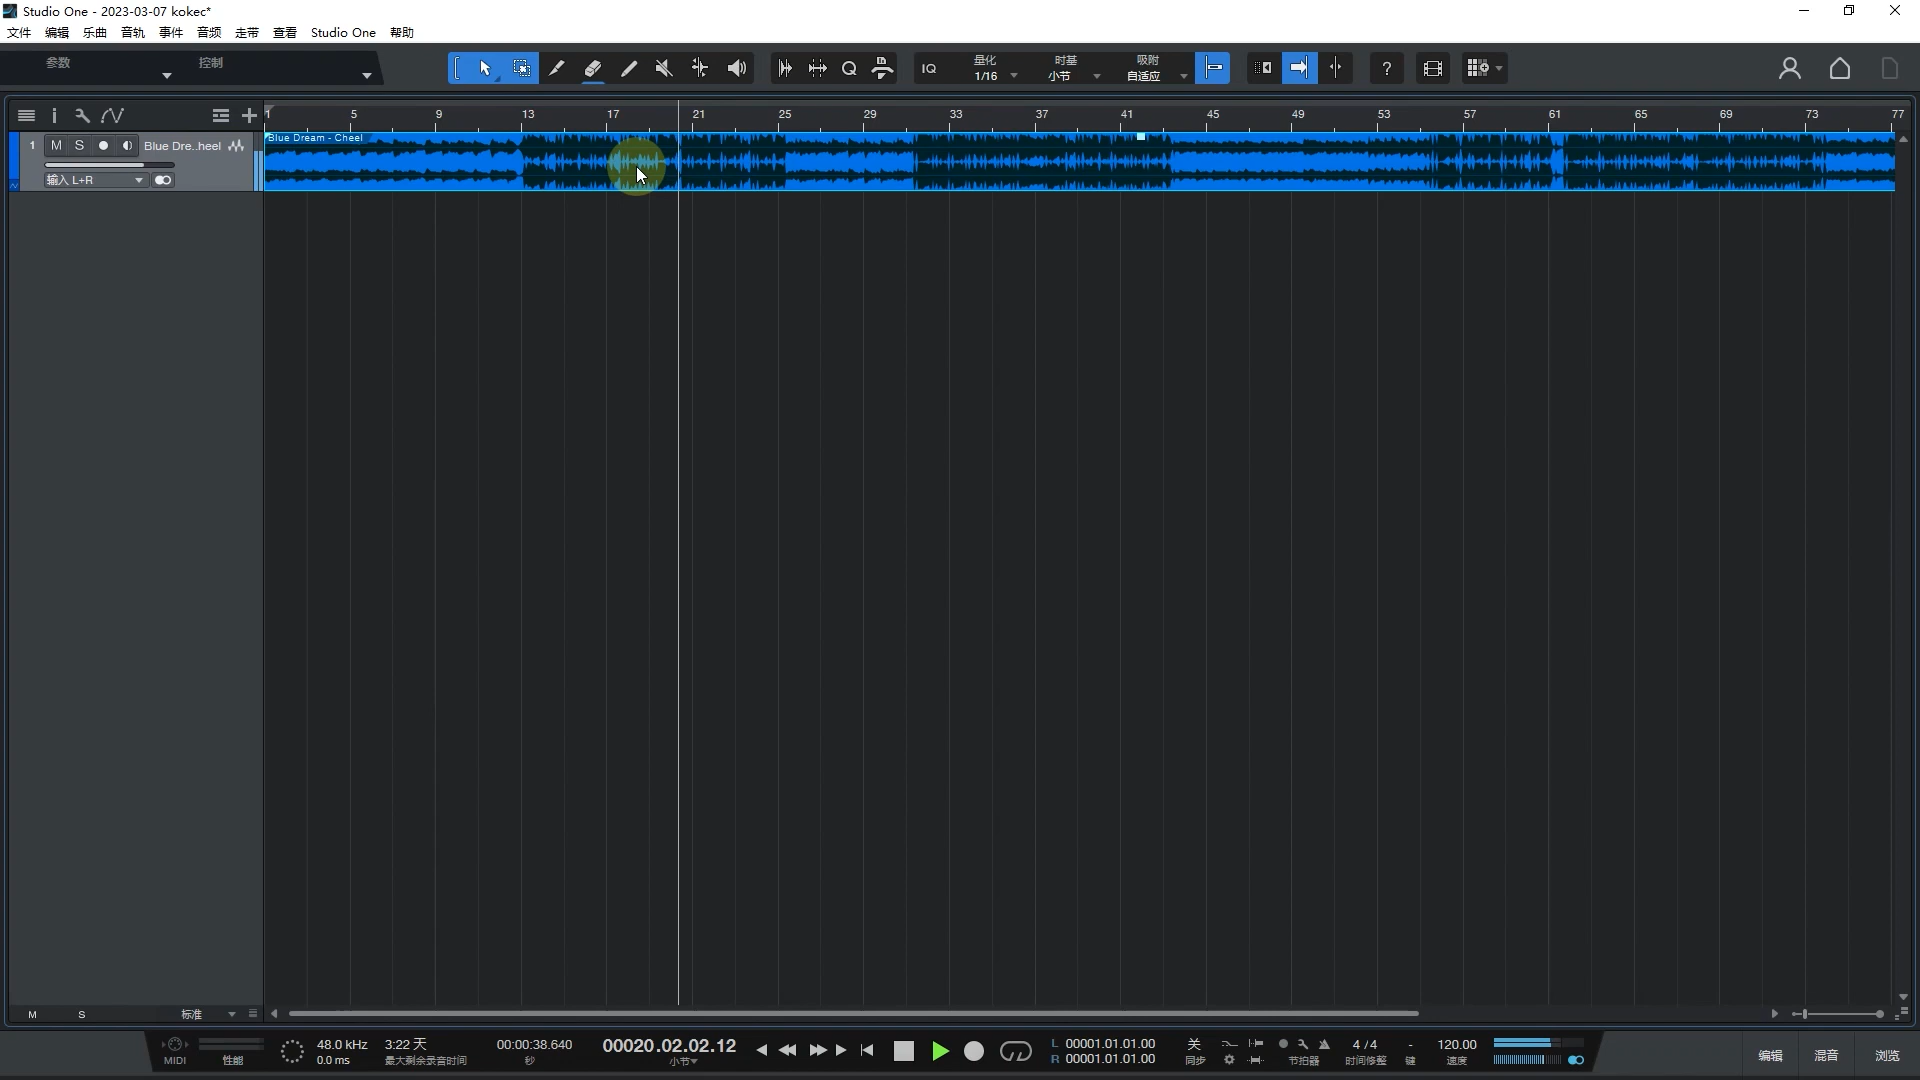 Studio One - 2023-03-07 kokec*
文件 编辑 乐曲 音轨 事件 音频 走带 查看 Studio One 帮助
参数 控制
IQ 量化 1/16 时基 小节 吸附 自适应 ?
1 5 9 13 17 21 25 29 33 37 41 45 49 53 57 61 65 69 73 77
1 M S Blue Dre..heel
Blue Dream - Cheel
输入 L+R
M S 标准
MIDI 性能
48.0 kHz 3:22 天
0.0 ms 最大剩余录音时间
00:00:38.640 秒
00020.02.02.12 小节
L 00001.01.01.00
R 00001.01.01.00
关 同步
节拍器
4 / 4 时间修整
- 键
120.00 速度
编辑 混音 浏览